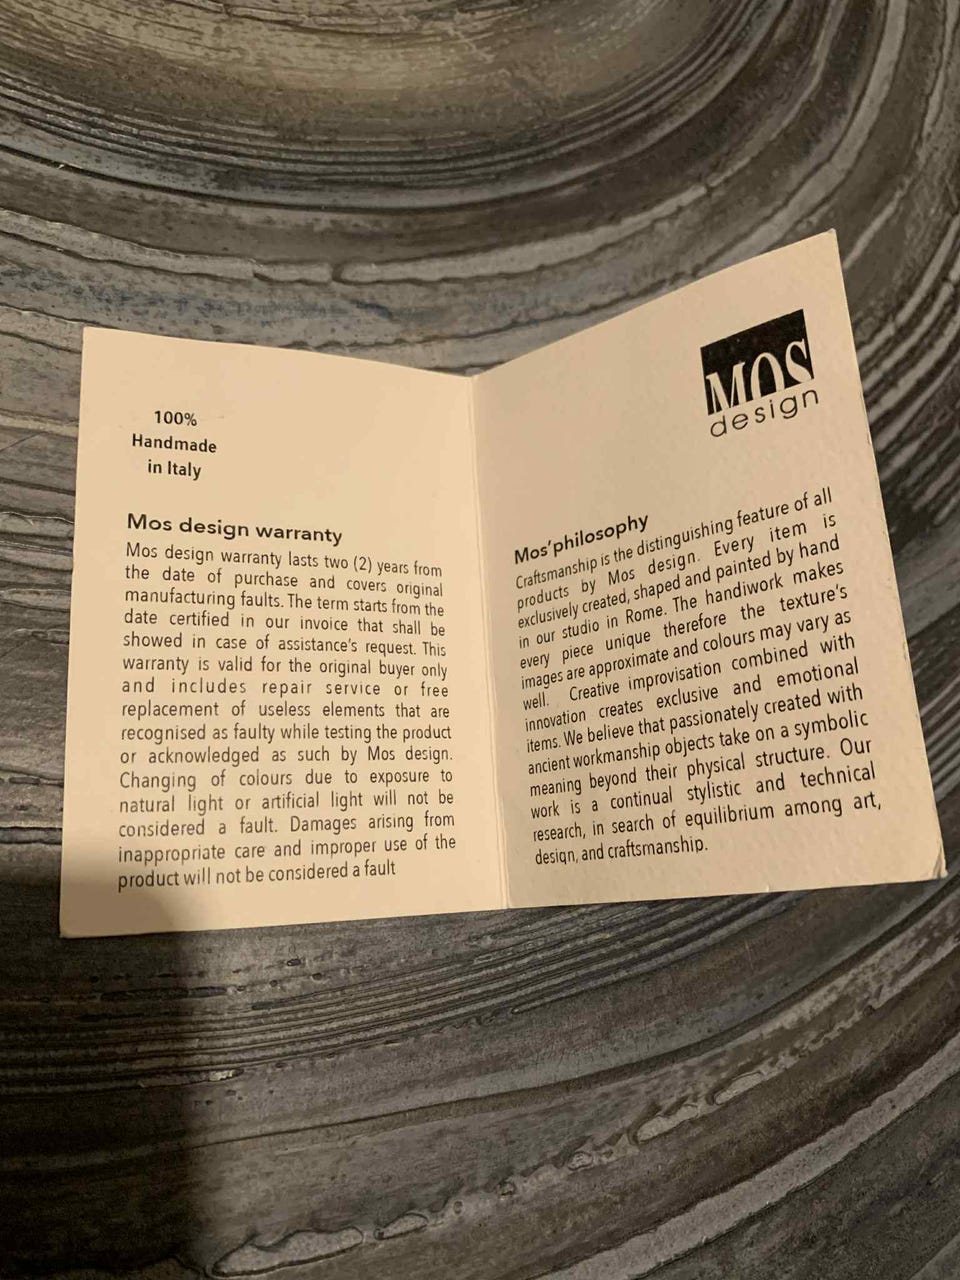 100%
Handmade
in Italy
Mos design warranty
Mos design warranty lasts two (2) years from
the date of purchase and covers original
manufacturing faults. The term starts from the
date certified in our invoice that shall be
showed in case of assistance's request. This
warranty is valid for the original buyer only
and includes repair service or free
replacement of useless elements that are
recognised as faulty while testing the product
or acknowledged as such by Mos design.
Changing of colours due to exposure to
natural light or artificial light will not be
considered a fault. Damages arising from
inappropriate care and improper use of the
product will not be considered a fault
MOS
design
Mos'philosophy
Craftsmanship is the distinguishing feature of all
products by Mos design. Every item is
exclusively created, shaped and painted by hand
in our studio in Rome. The handiwork makes
every piece unique therefore the texture's
images are approximate and colours may vary as
well. Creative improvisation combined with
innovation creates exclusive and emotional
items. We believe that passionately created with
ancient workmanship objects take on a symbolic
meaning beyond their physical structure. Our
work is a continual stylistic and technical
research, in search of equilibrium among art,
design, and craftsmanship.